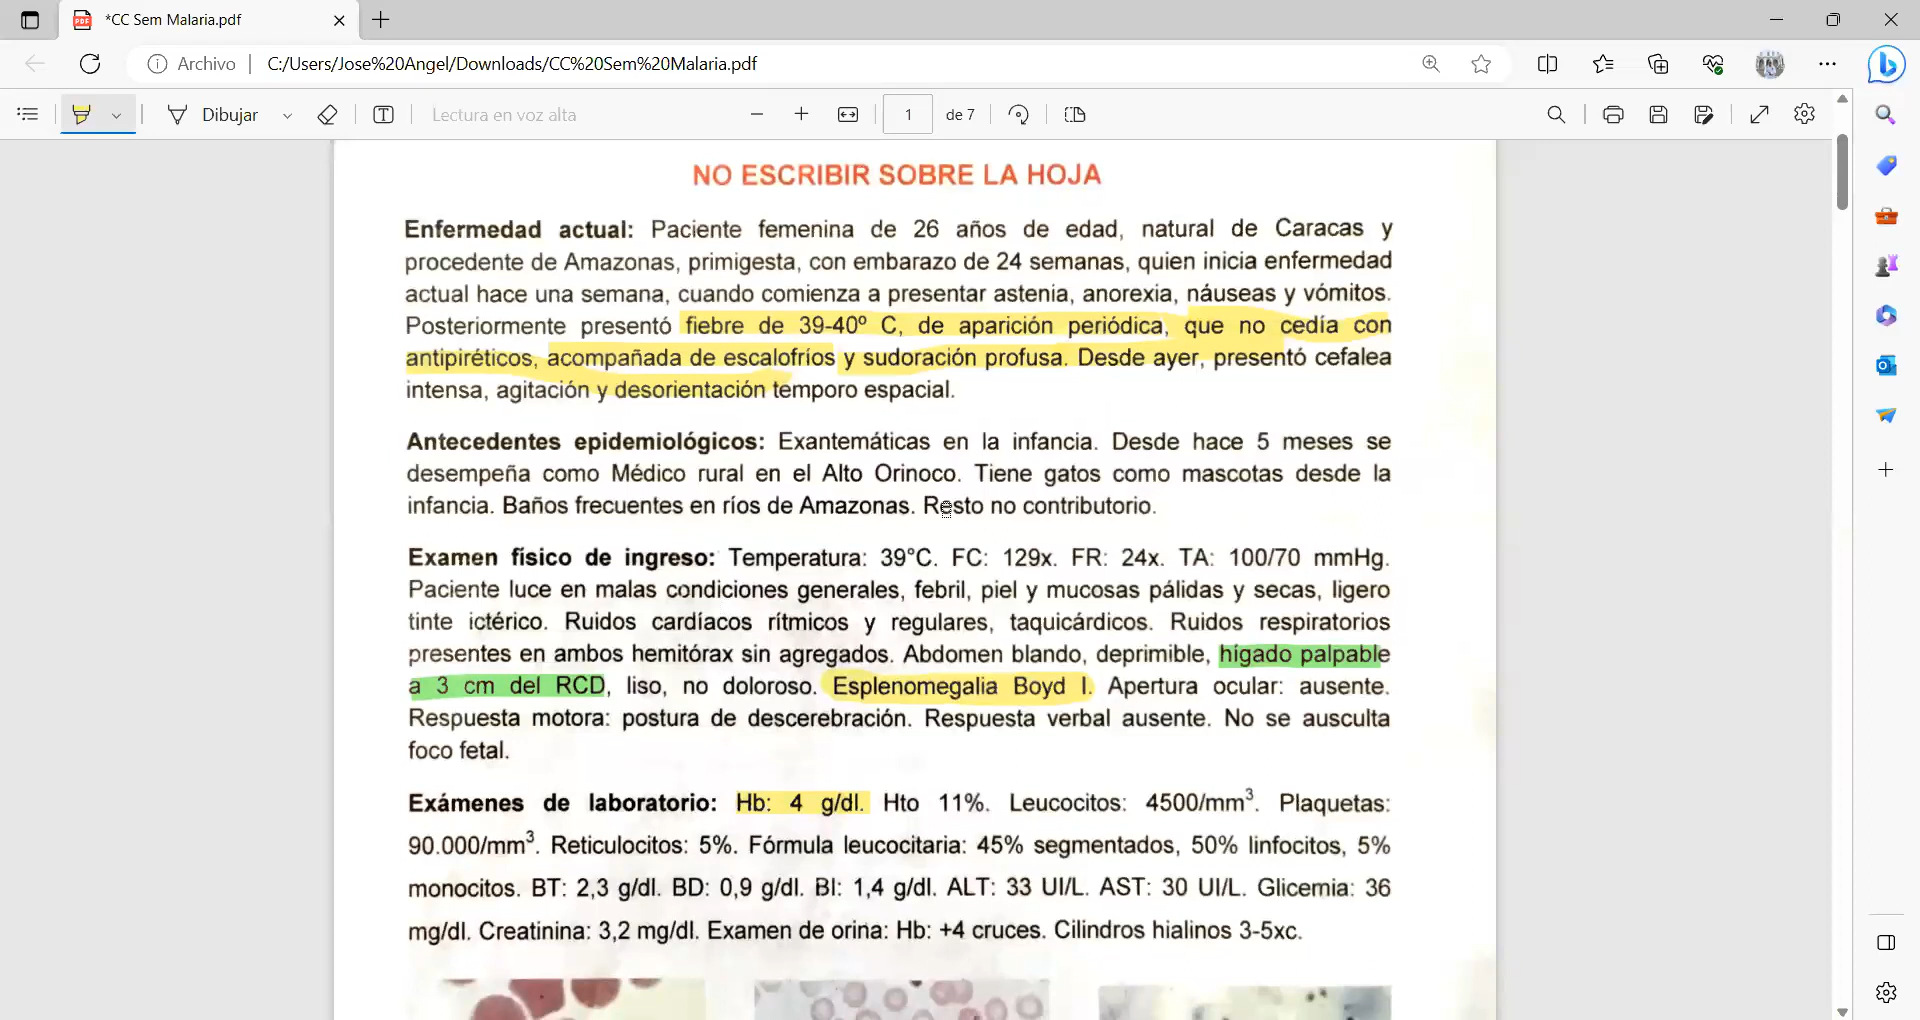 *CC Sem Malaria.pdf
Archivo C:/Users/Jose%20Angel/Downloads/CC%20Sem%20Malaria.pdf
Dibujar Lectura en voz alta 1 de 7
NO ESCRIBIR SOBRE LA HOJA
Enfermedad actual: Paciente femenina de 26 años de edad, natural de Caracas y
procedente de Amazonas, primigesta, con embarazo de 24 semanas, quien inicia enfermedad
actual hace una semana, cuando comienza a presentar astenia, anorexia, náuseas y vómitos.
Posteriormente presentó fiebre de 39-40º C, de aparición periódica, que no cedía con
antipiréticos, acompañada de escalofríos y sudoración profusa. Desde ayer, presentó cefalea
intensa, agitación y desorientación temporo espacial.
Antecedentes epidemiológicos: Exantemáticas en la infancia. Desde hace 5 meses se
desempeña como Médico rural en el Alto Orinoco. Tiene gatos como mascotas desde la
infancia. Baños frecuentes en ríos de Amazonas. Resto no contributorio.
Examen físico de ingreso: Temperatura: 39°C. FC: 129x. FR: 24x. TA: 100/70 mmHg.
Paciente luce en malas condiciones generales, febril, piel y mucosas pálidas y secas, ligero
tinte ictérico. Ruidos cardíacos rítmicos y regulares, taquicárdicos. Ruidos respiratorios
presentes en ambos hemitórax sin agregados. Abdomen blando, deprimible, hígado palpable
a 3 cm del RCD, liso, no doloroso. Esplenomegalia Boyd I. Apertura ocular: ausente.
Respuesta motora: postura de descerebración. Respuesta verbal ausente. No se ausculta
foco fetal.
Exámenes de laboratorio: Hb: 4 g/dl. Hto 11%. Leucocitos: 4500/mm³. Plaquetas:
90.000/mm³. Reticulocitos: 5%. Fórmula leucocitaria: 45% segmentados, 50% linfocitos, 5%
monocitos. BT: 2,3 g/dl. BD: 0,9 g/dl. BI: 1,4 g/dl. ALT: 33 UI/L. AST: 30 UI/L. Glicemia: 36
mg/dl. Creatinina: 3,2 mg/dl. Examen de orina: Hb: +4 cruces. Cilindros hialinos 3-5xc.